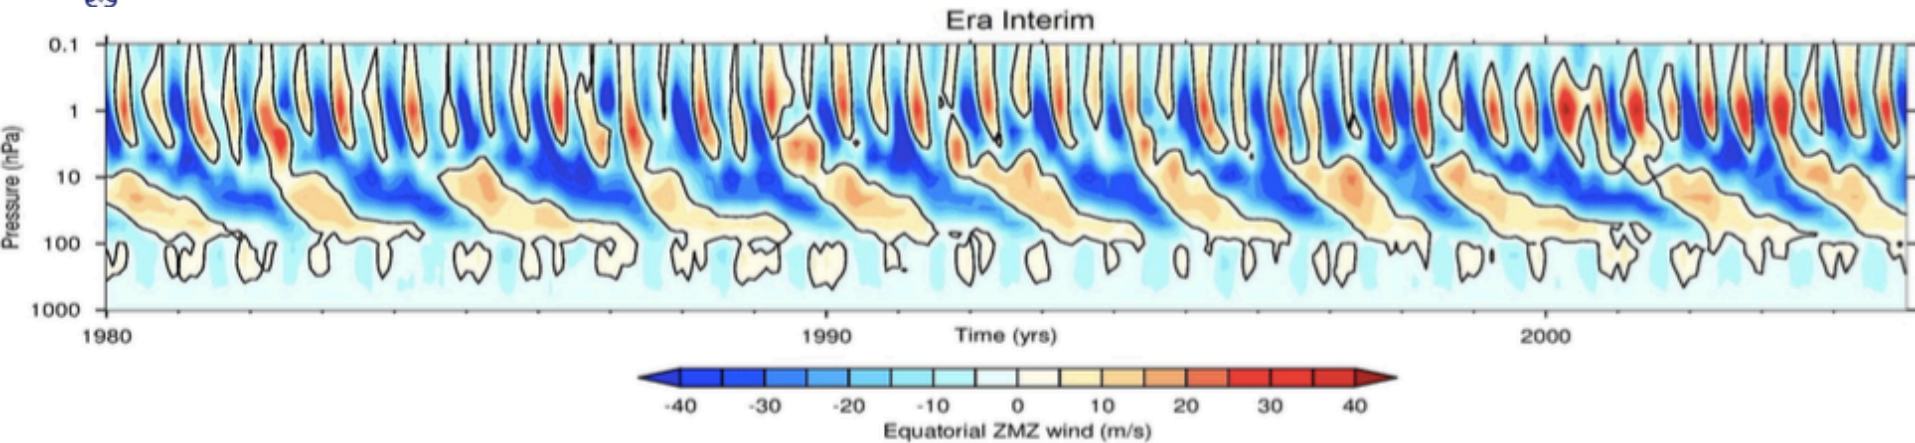 Era Interim
0.1
1
10
100
1000
Pressure (hPa)
1980 1990 Time (yrs) 2000
-40 -30 -20 -10 0 10 20 30 40
Equatorial ZMZ wind (m/s)